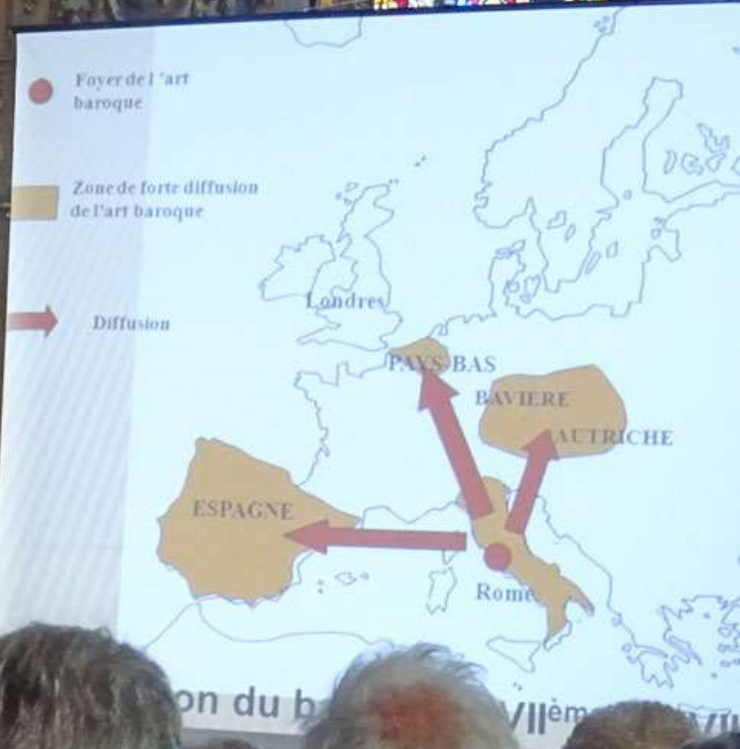 Foyer de l 'art
baroque
Zone de forte diffusion
de l'art baroque
Diffusion
Londres
PAYS-BAS
BAVIERE
AUTRICHE
ESPAGNE
Rome
on du b
VIIèm